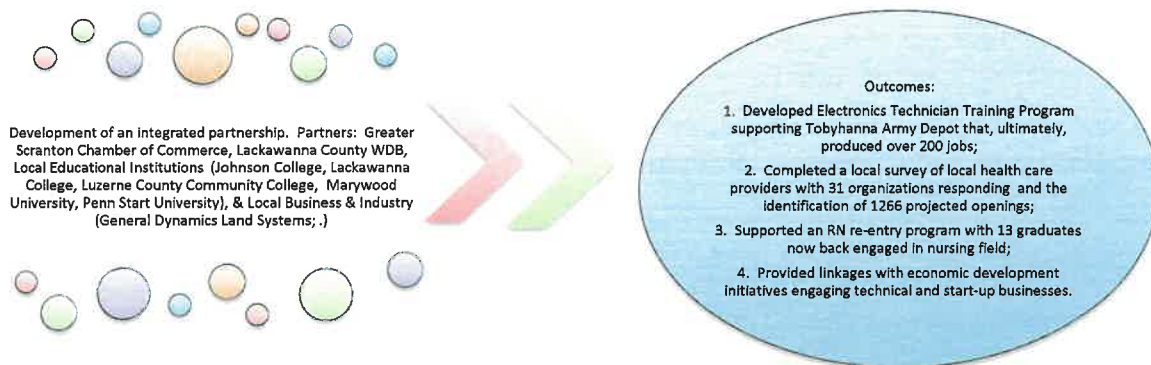 Development of an integrated partnership. Partners: Greater
Scranton Chamber of Commerce, Lackawanna County WDB,
Local Educational Institutions (Johnson College, Lackawanna
College, Luzerne County Community College, Marywood
University, Penn Start University), & Local Business & Industry
(General Dynamics Land Systems; .)
Outcomes:
1. Developed Electronics Technician Training Program
supporting Tobyhanna Army Depot that, ultimately,
produced over 200 jobs;
2. Completed a local survey of local health care
providers with 31 organizations responding and the
identification of 1266 projected openings;
3. Supported an RN re-entry program with 13 graduates
now back engaged in nursing field;
4. Provided linkages with economic development
initiatives engaging technical and start-up businesses.